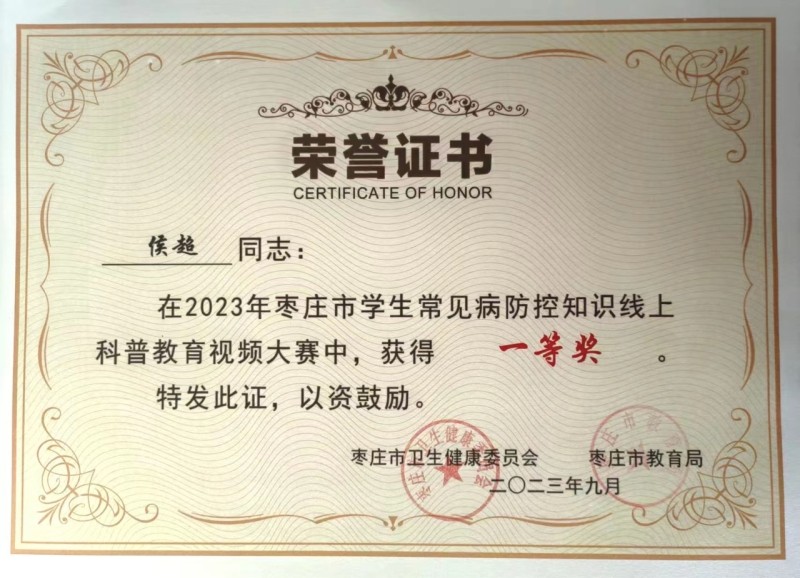 荣誉证书
CERTIFICATE OF HONOR
侯超 同志：
在2023年枣庄市学生常见病防控知识线上
科普教育视频大赛中，获得 一等奖 。
特发此证，以资鼓励。
枣庄市卫生健康委员会 枣庄市教育局
二〇二三年九月